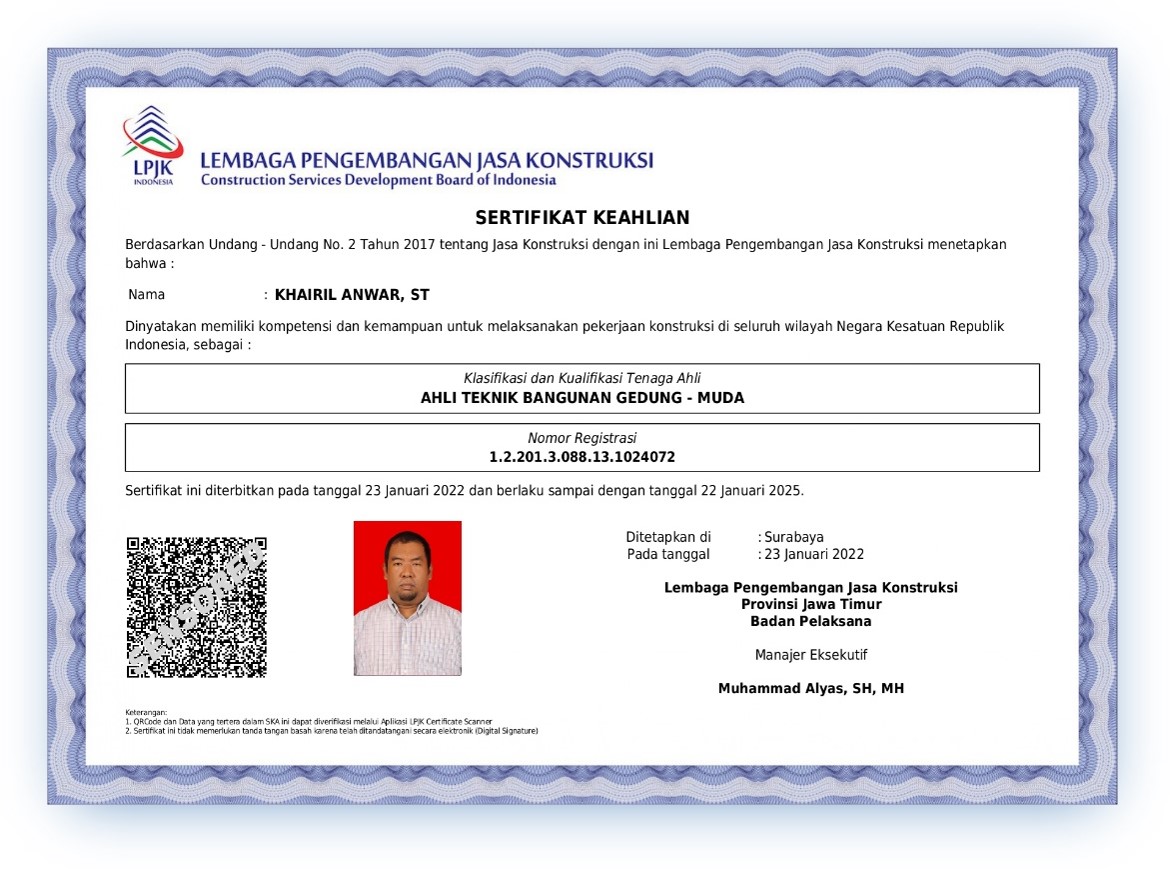 LPJK
INDONESIA
LEMBAGA PENGEMBANGAN JASA KONSTRUKSI
Construction Services Development Board of Indonesia
SERTIFIKAT KEAHLIAN
Berdasarkan Undang - Undang No. 2 Tahun 2017 tentang Jasa Konstruksi dengan ini Lembaga Pengembangan Jasa Konstruksi menetapkan
bahwa :
Nama : KHAIRIL ANWAR, ST
Dinyatakan memiliki kompetensi dan kemampuan untuk melaksanakan pekerjaan konstruksi di seluruh wilayah Negara Kesatuan Republik
Indonesia, sebagai :
Klasifikasi dan Kualifikasi Tenaga Ahli
AHLI TEKNIK BANGUNAN GEDUNG - MUDA
Nomor Registrasi
1.2.201.3.088.13.1024072
Sertifikat ini diterbitkan pada tanggal 23 Januari 2022 dan berlaku sampai dengan tanggal 22 Januari 2025.
CENSORED
Ditetapkan di : Surabaya
Pada tanggal : 23 Januari 2022
Lembaga Pengembangan Jasa Konstruksi
Provinsi Jawa Timur
Badan Pelaksana
Manajer Eksekutif
Muhammad Alyas, SH, MH
Keterangan:
1. QRCode dan Data yang tertera dalam SKA ini dapat diverifikasi melalui Aplikasi LPJK Certificate Scanner
2. Sertifikat ini tidak memerlukan tanda tangan basah karena telah ditandatangani secara elektronik (Digital Signature)